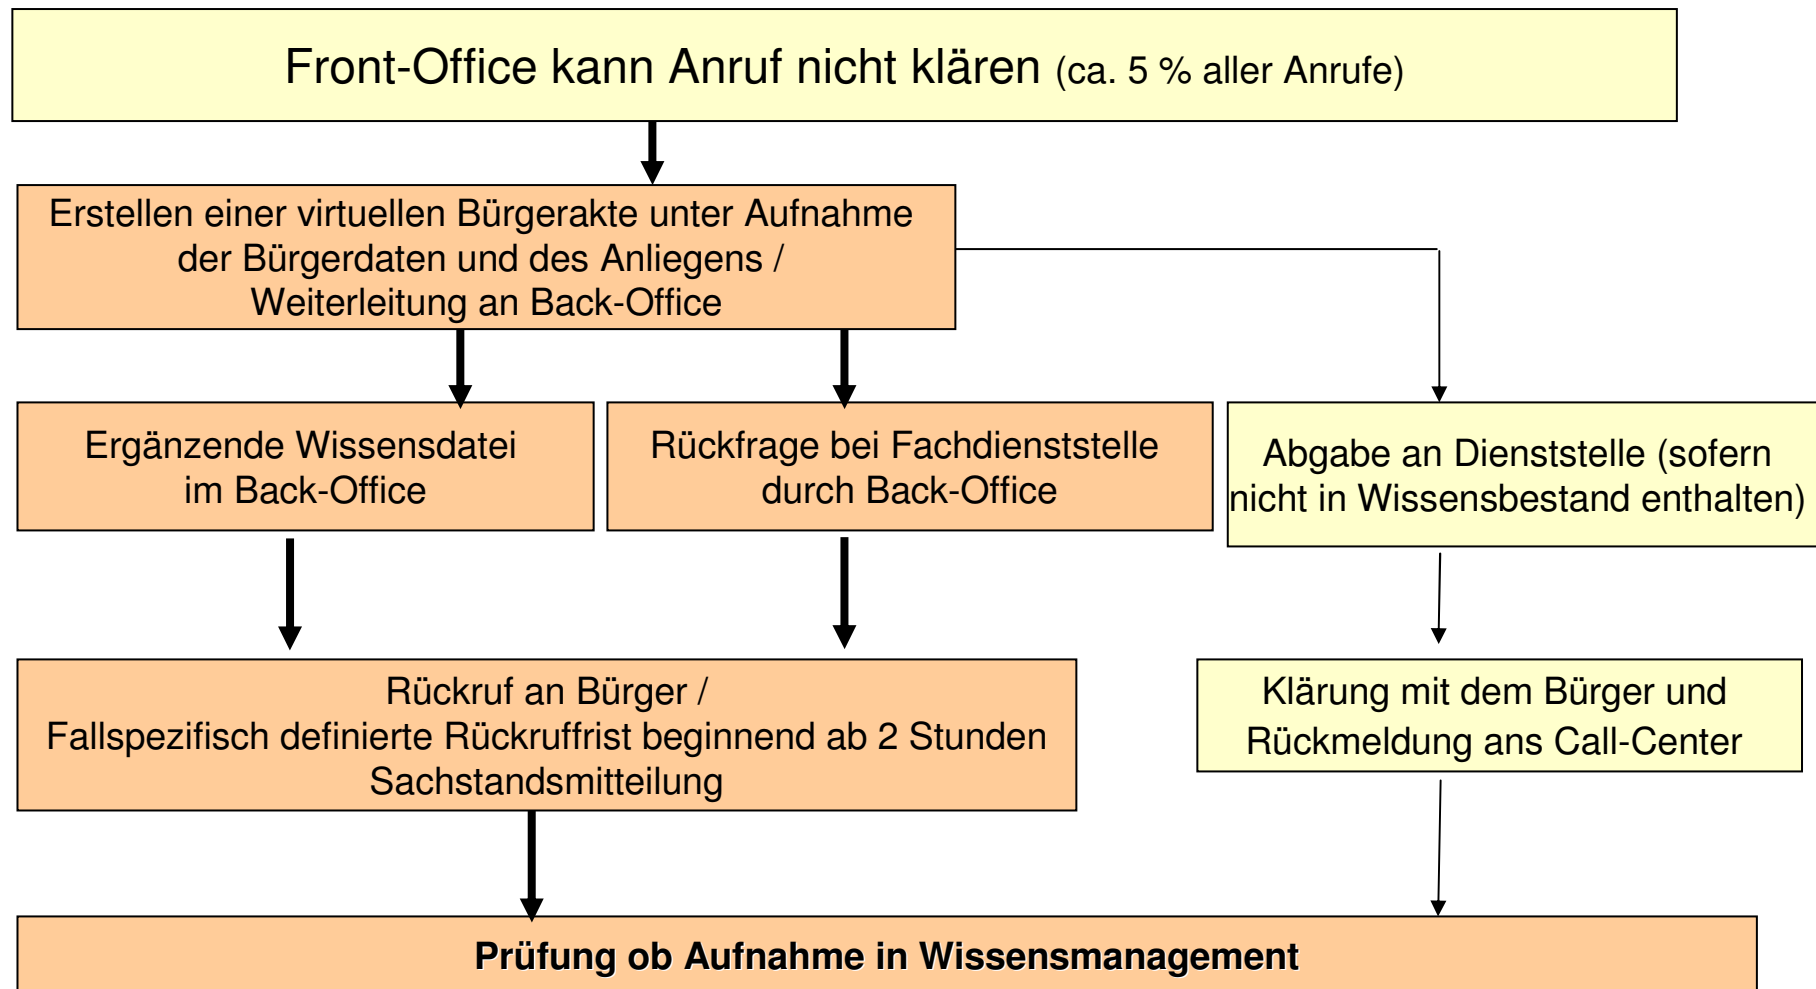 Front-Office kann Anruf nicht klären (ca. 5 % aller Anrufe)
Erstellen einer virtuellen Bürgerakte unter Aufnahme
der Bürgerdaten und des Anliegens /
Weiterleitung an Back-Office
Ergänzende Wissensdatei
im Back-Office
Rückfrage bei Fachdienststelle
durch Back-Office
Abgabe an Dienststelle (sofern
nicht in Wissensbestand enthalten)
Rückruf an Bürger /
Fallspezifisch definierte Rückruffrist beginnend ab 2 Stunden
Sachstandsmitteilung
Klärung mit dem Bürger und
Rückmeldung ans Call-Center
Prüfung ob Aufnahme in Wissensmanagement